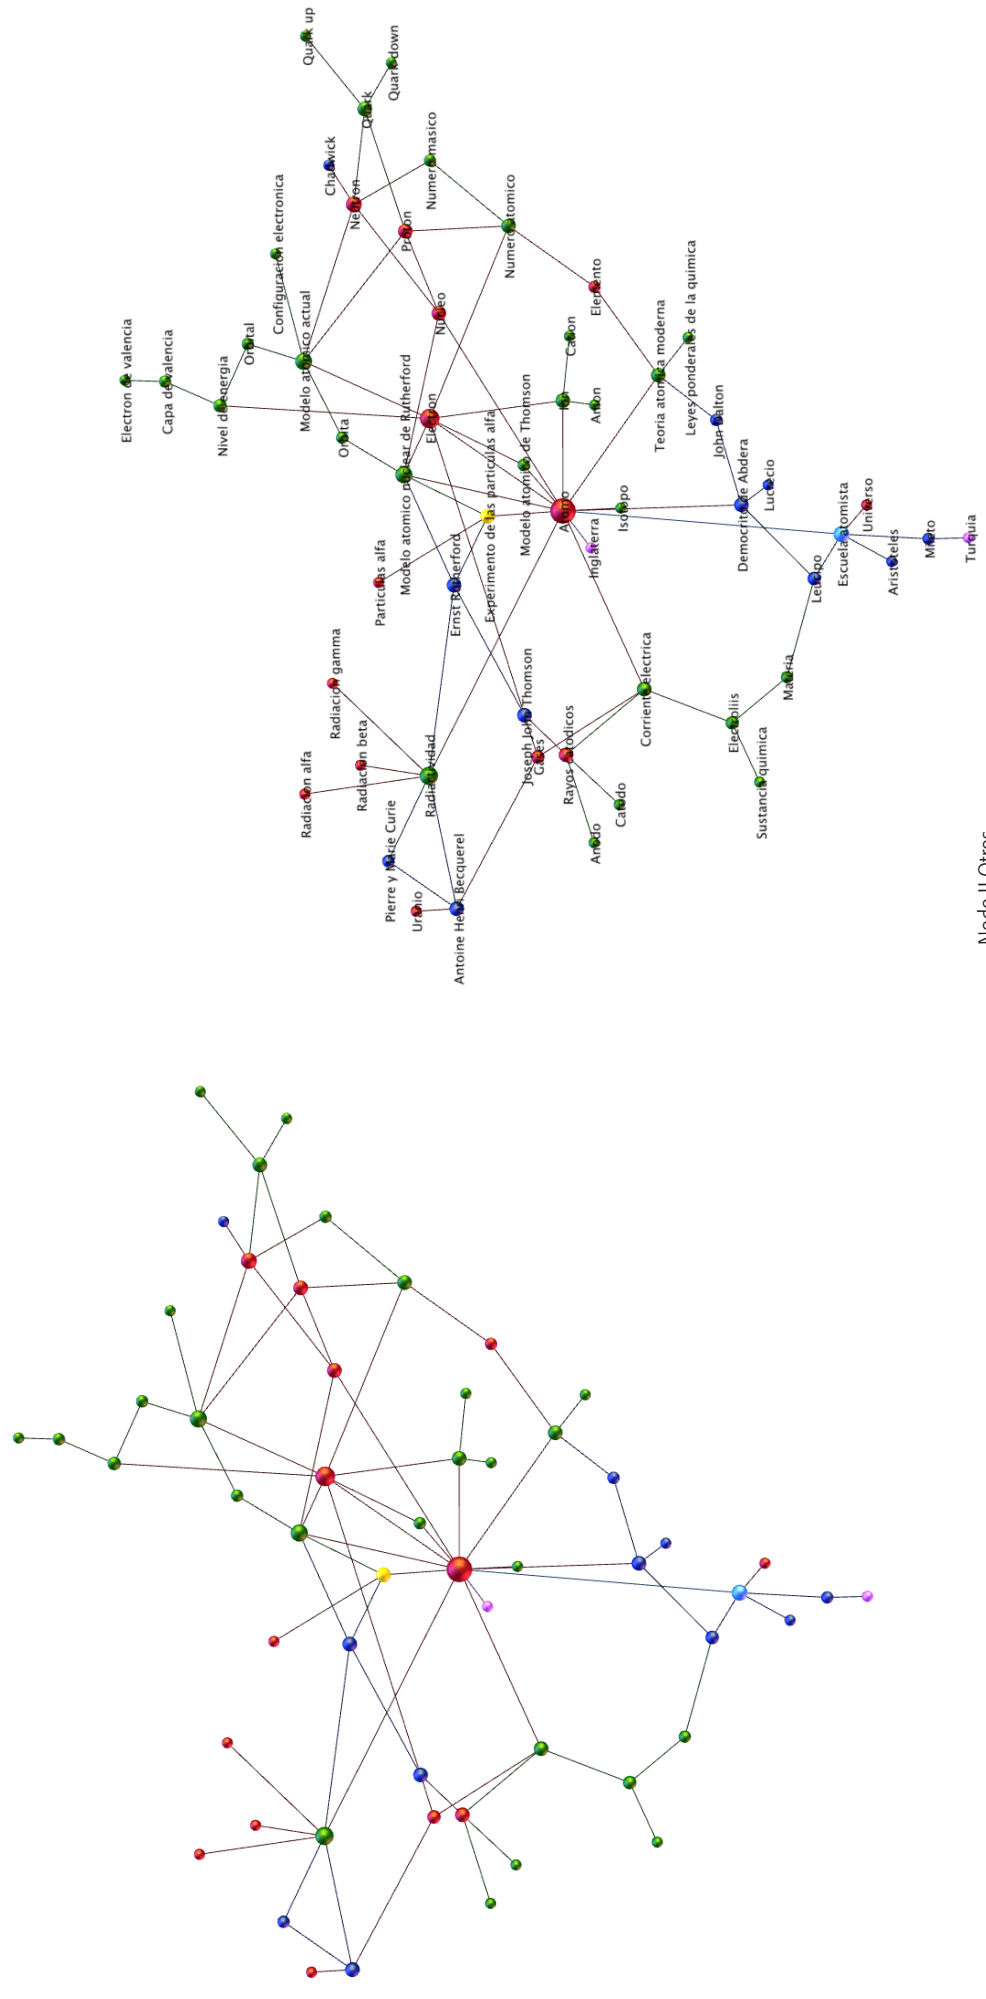 Quark up
Quark down
Quark
Chadwick
Numero masico
Neutron
Configuracion electronica
Proton
Numero atomico
Nucleo
Elemento
Electron de valencia
Capa de valencia
Orbital
Modelo atomico actual
Nivel de energia
Cation
Leyes ponderales de la quimica
Teoria atomica moderna
Electron
Ion
Anion
Orbita
Modelo atomico nuclear de Rutherford
John Dalton
Modelo atomico de Thomson
Experimento de las particulas alfa
Atomo
Isotopo
Democrito de Abdera
Lucrecio
Inglaterra
Universo
Escuela atomista
Particulas alfa
Ernst Rutherford
Leucipo
Aristoteles
Mileto
Turquia
Radiacion gamma
Joseph John Thomson
Corriente electrica
Materia
Radiacion beta
Radiacion alfa
Gases
Rayos catodicos
Sustancia quimica
Catodo
Anodo
Pierre y Marie Curie
Uranio
Antoine Henri Becquerel